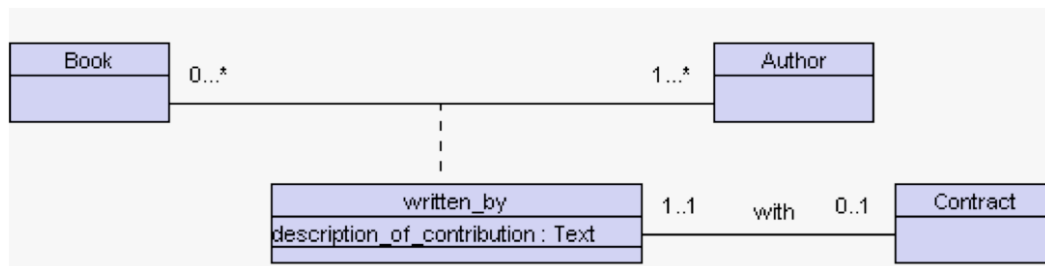 Book
Author
0...*
1...*
written_by
description_of_contribution : Text
1..1
with
0..1
Contract